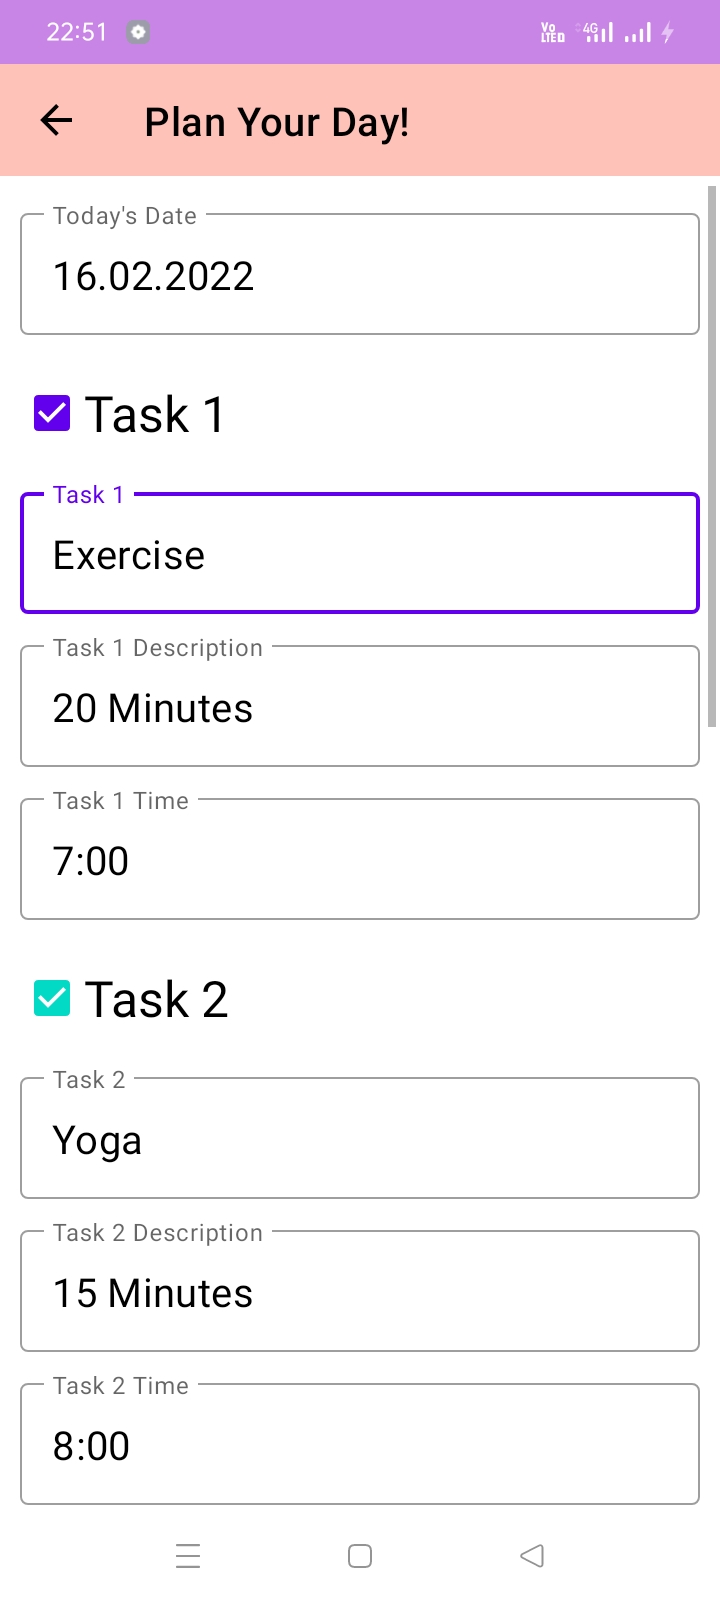 22:51
Vo LTED 4G
Plan Your Day!
Today's Date
16.02.2022
Task 1
Task 1
Exercise
Task 1 Description
20 Minutes
Task 1 Time
7:00
Task 2
Task 2
Yoga
Task 2 Description
15 Minutes
Task 2 Time
8:00